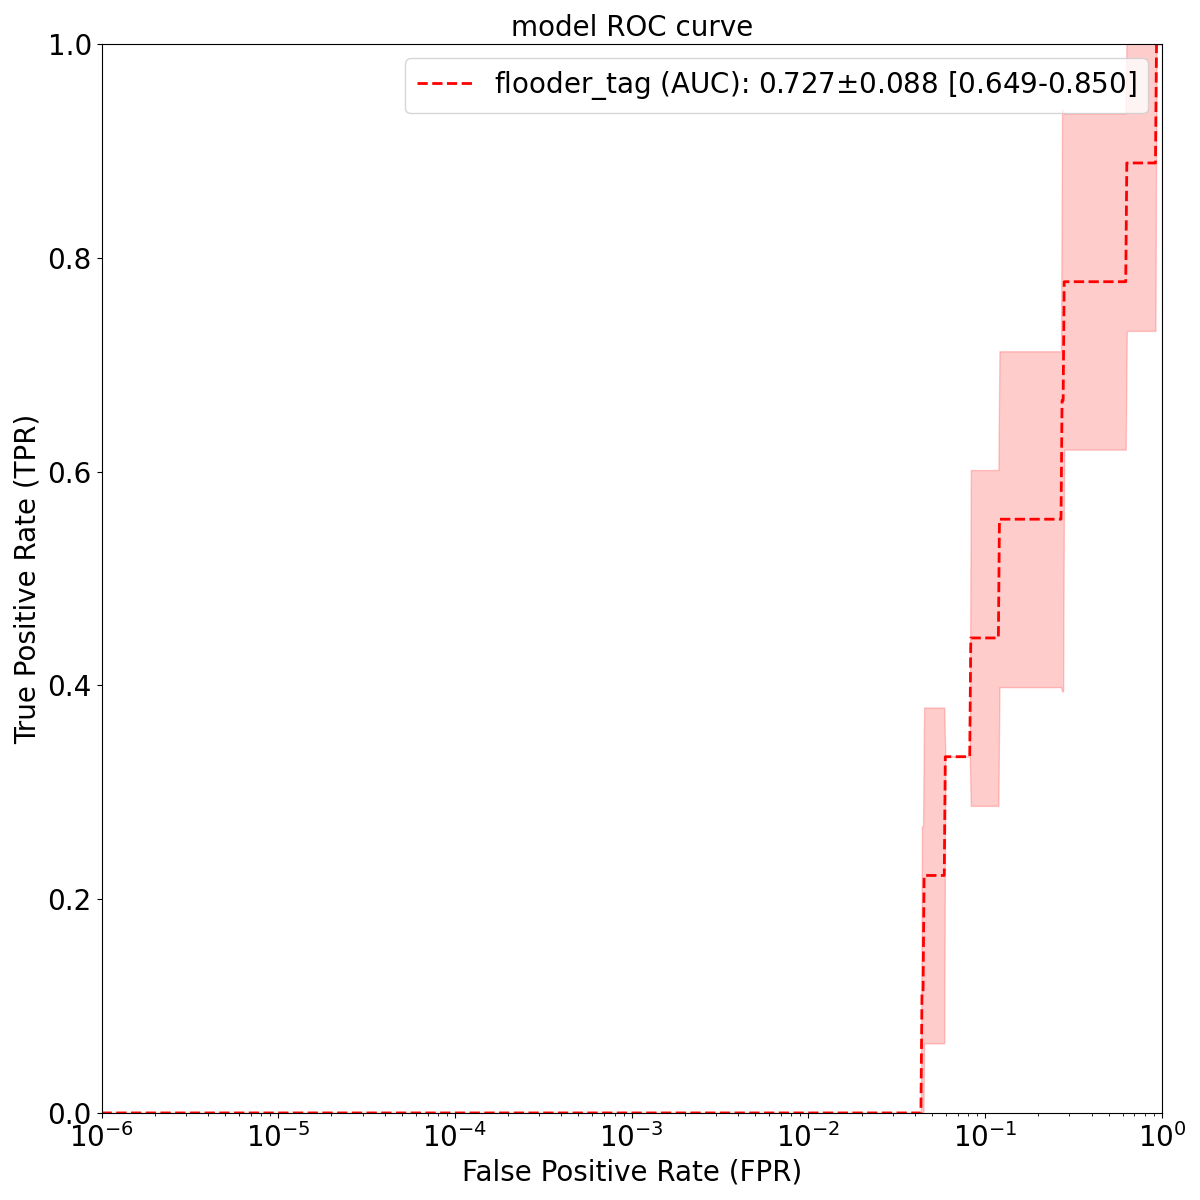 model ROC curve
flooder_tag (AUC): 0.727±0.088 [0.649-0.850]
1.0
0.8
0.6
0.4
0.2
0.0
True Positive Rate (TPR)
10⁻⁶ 10⁻⁵ 10⁻⁴ 10⁻³ 10⁻² 10⁻¹ 10⁰
False Positive Rate (FPR)